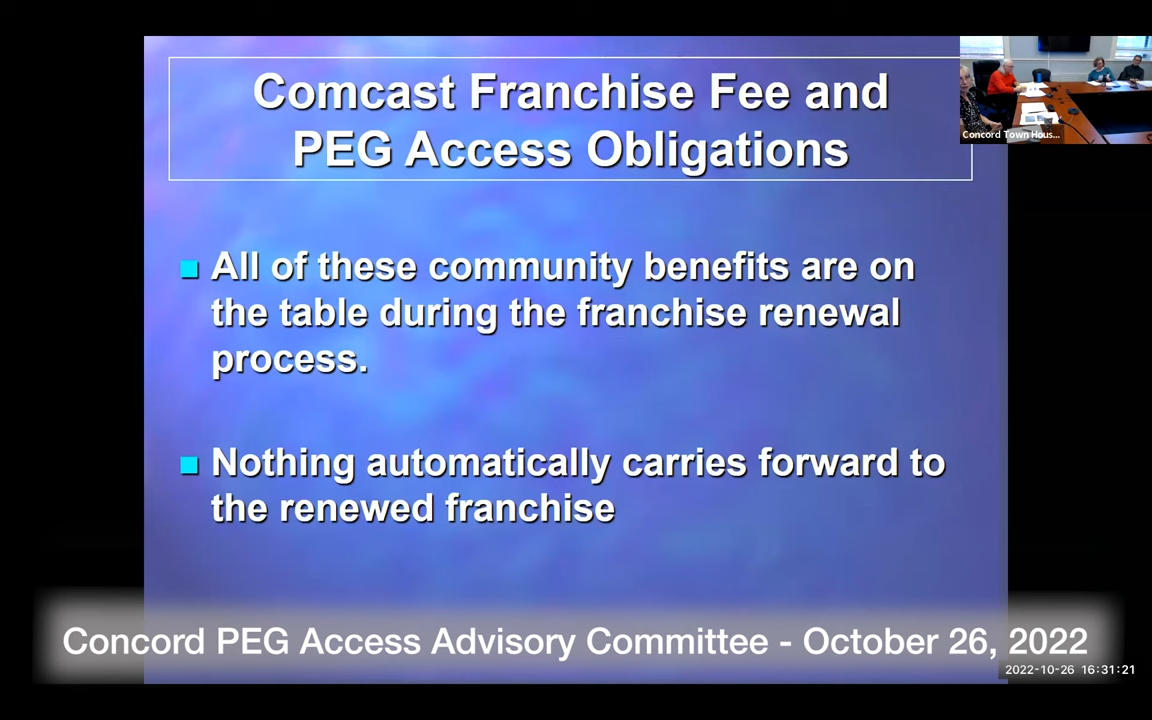 Comcast Franchise Fee and
PEG Access Obligations
Concord Town Hous...
All of these community benefits are on
the table during the franchise renewal
process.
Nothing automatically carries forward to
the renewed franchise
Concord PEG Access Advisory Committee - October 26, 2022
2022-10-26 16:31:21